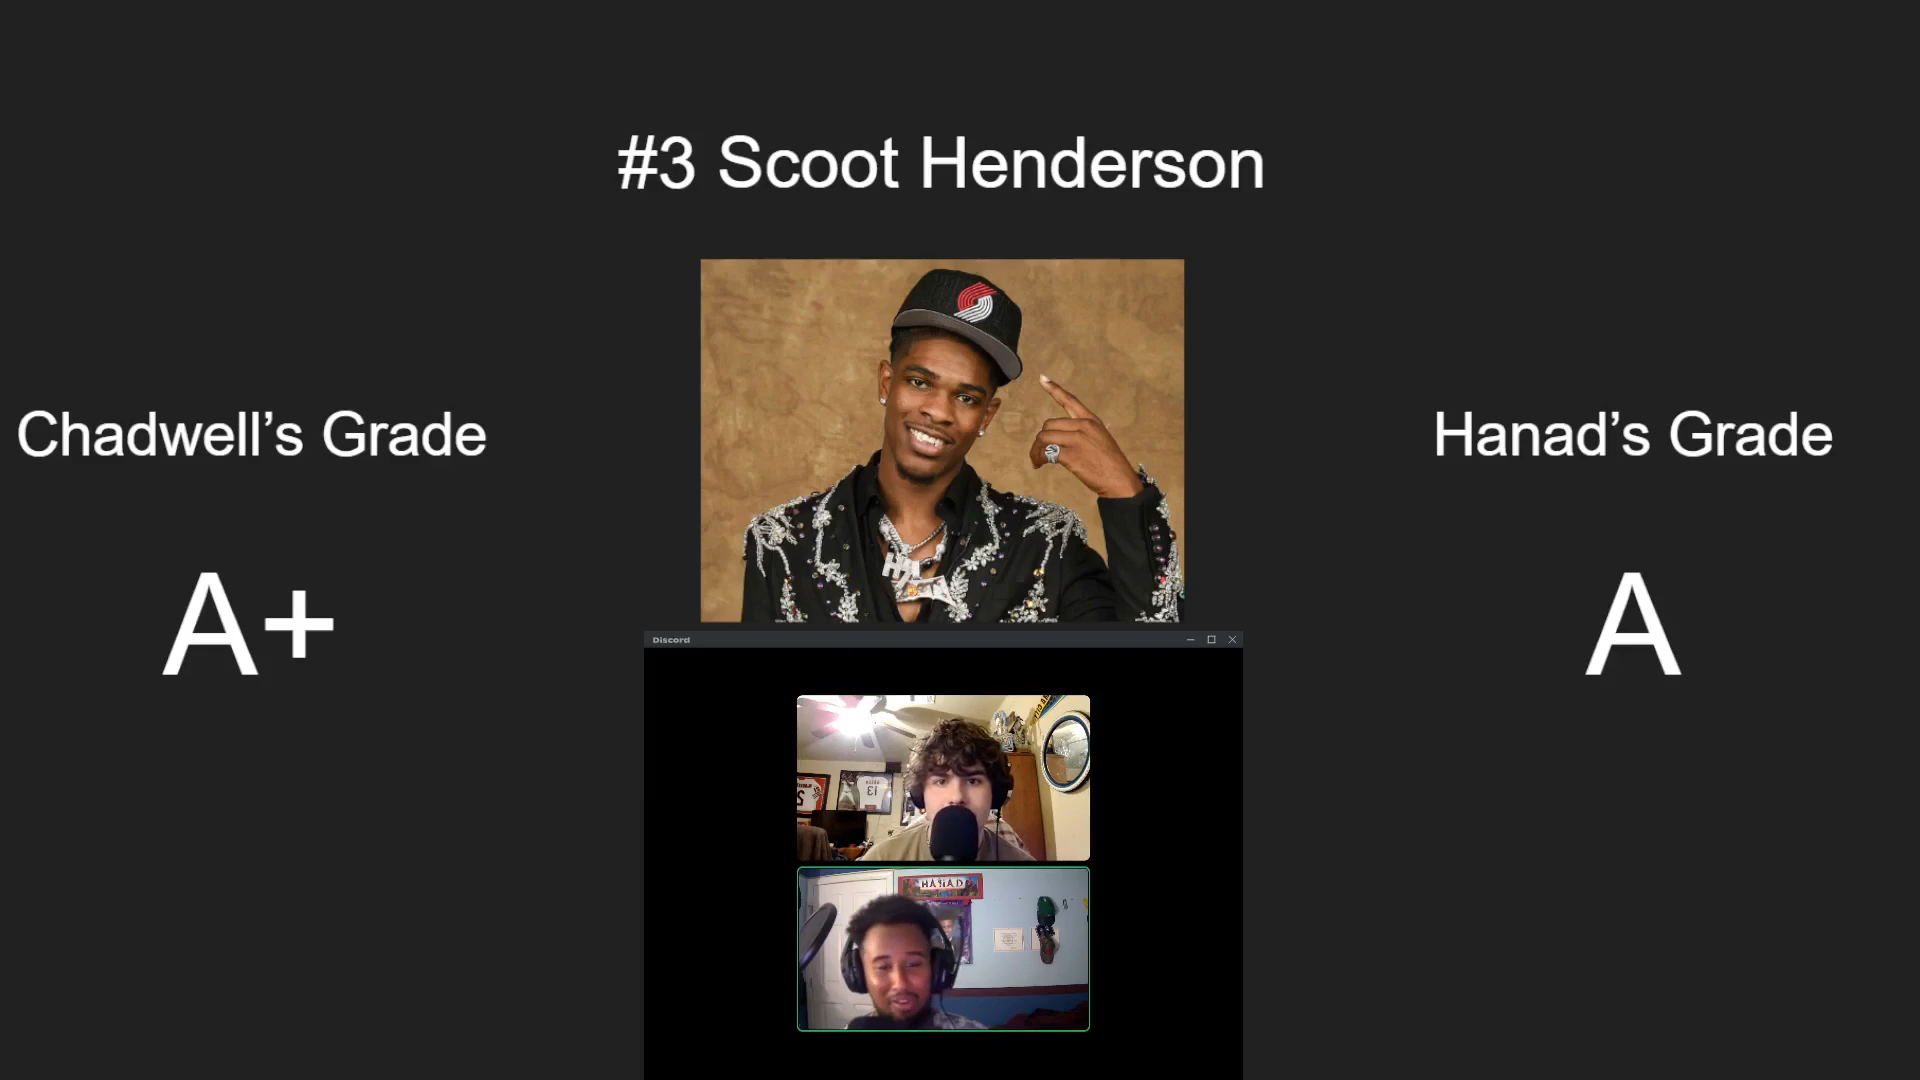 #3 Scoot Henderson
Chadwell’s Grade
Hanad’s Grade
A+
A
Discord
HANAD